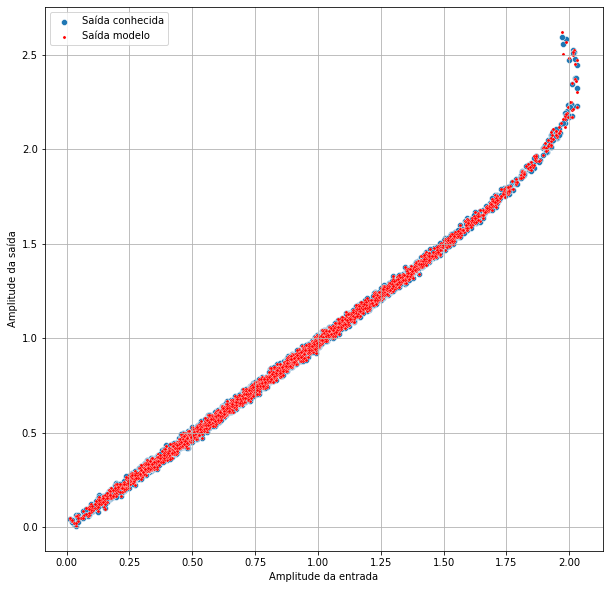 Saída conhecida
Saída modelo
2.5
2.0
1.5
1.0
0.5
0.0
Amplitude da saída
0.00 0.25 0.50 0.75 1.00 1.25 1.50 1.75 2.00
Amplitude da entrada